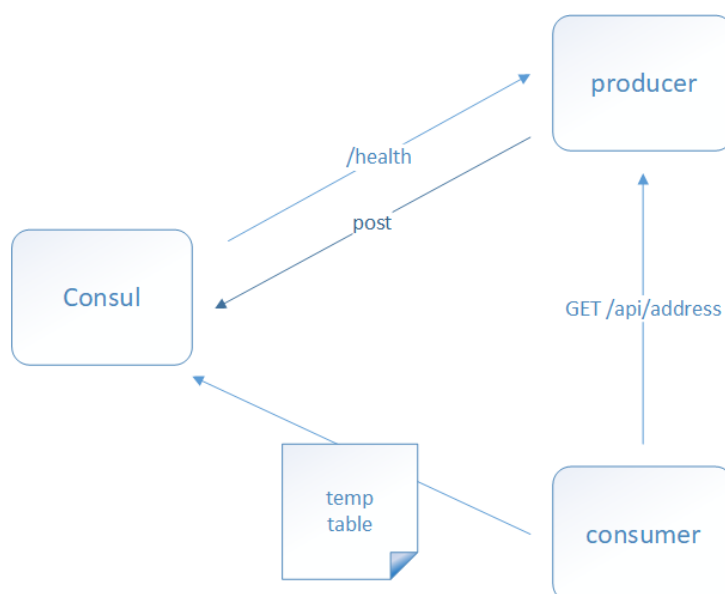 producer
/health
post
Consul
GET /api/address
temp
table
consumer